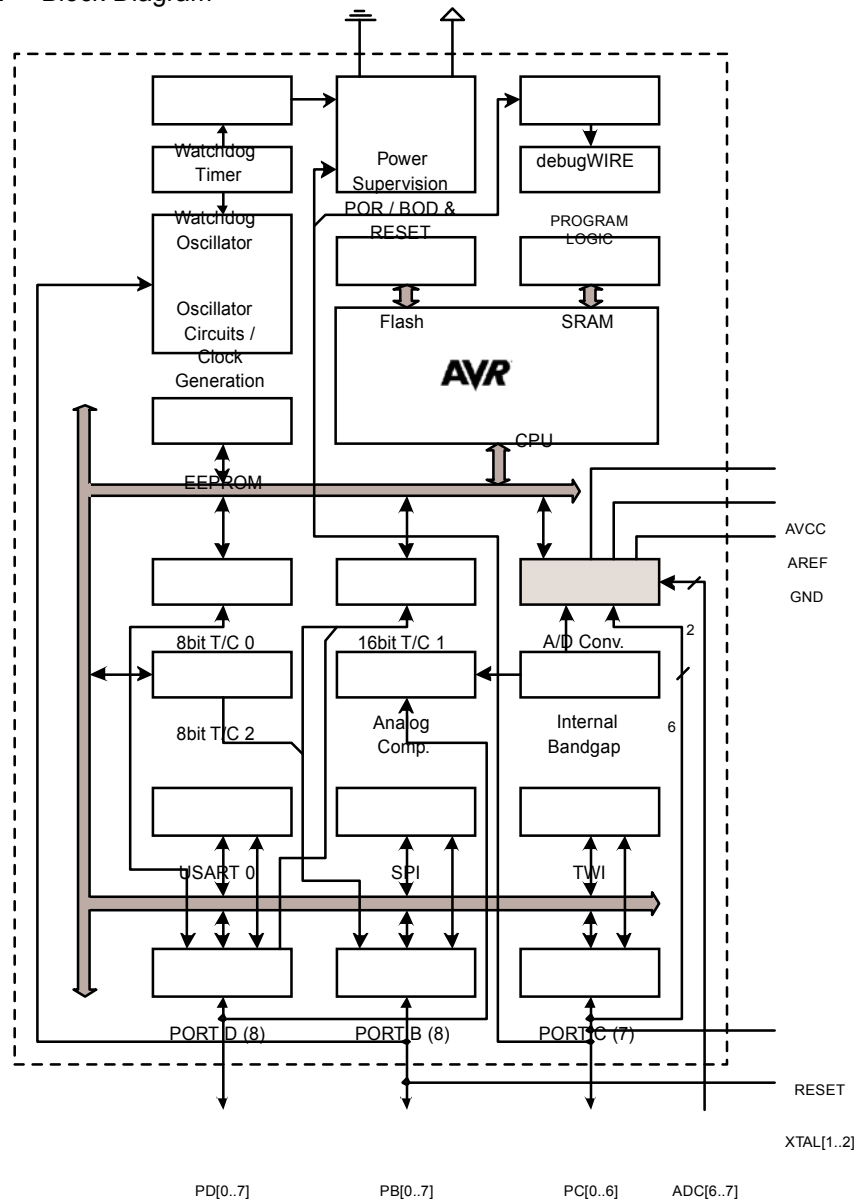 Block Diagram
Watchdog
Timer
Power
Supervision
POR / BOD &
RESET
debugWIRE
Watchdog
Oscillator
PROGRAM
LOGIC
Oscillator
Circuits /
Clock
Generation
Flash
SRAM
AVR
CPU
EEPROM
AVCC
AREF
GND
8bit T/C 0
16bit T/C 1
A/D Conv.
2
8bit T/C 2
Analog
Comp.
Internal
Bandgap
6
USART 0
SPI
TWI
PORT D (8)
PORT B (8)
PORT C (7)
RESET
XTAL[1..2]
PD[0..7]
PB[0..7]
PC[0..6]
ADC[6..7]